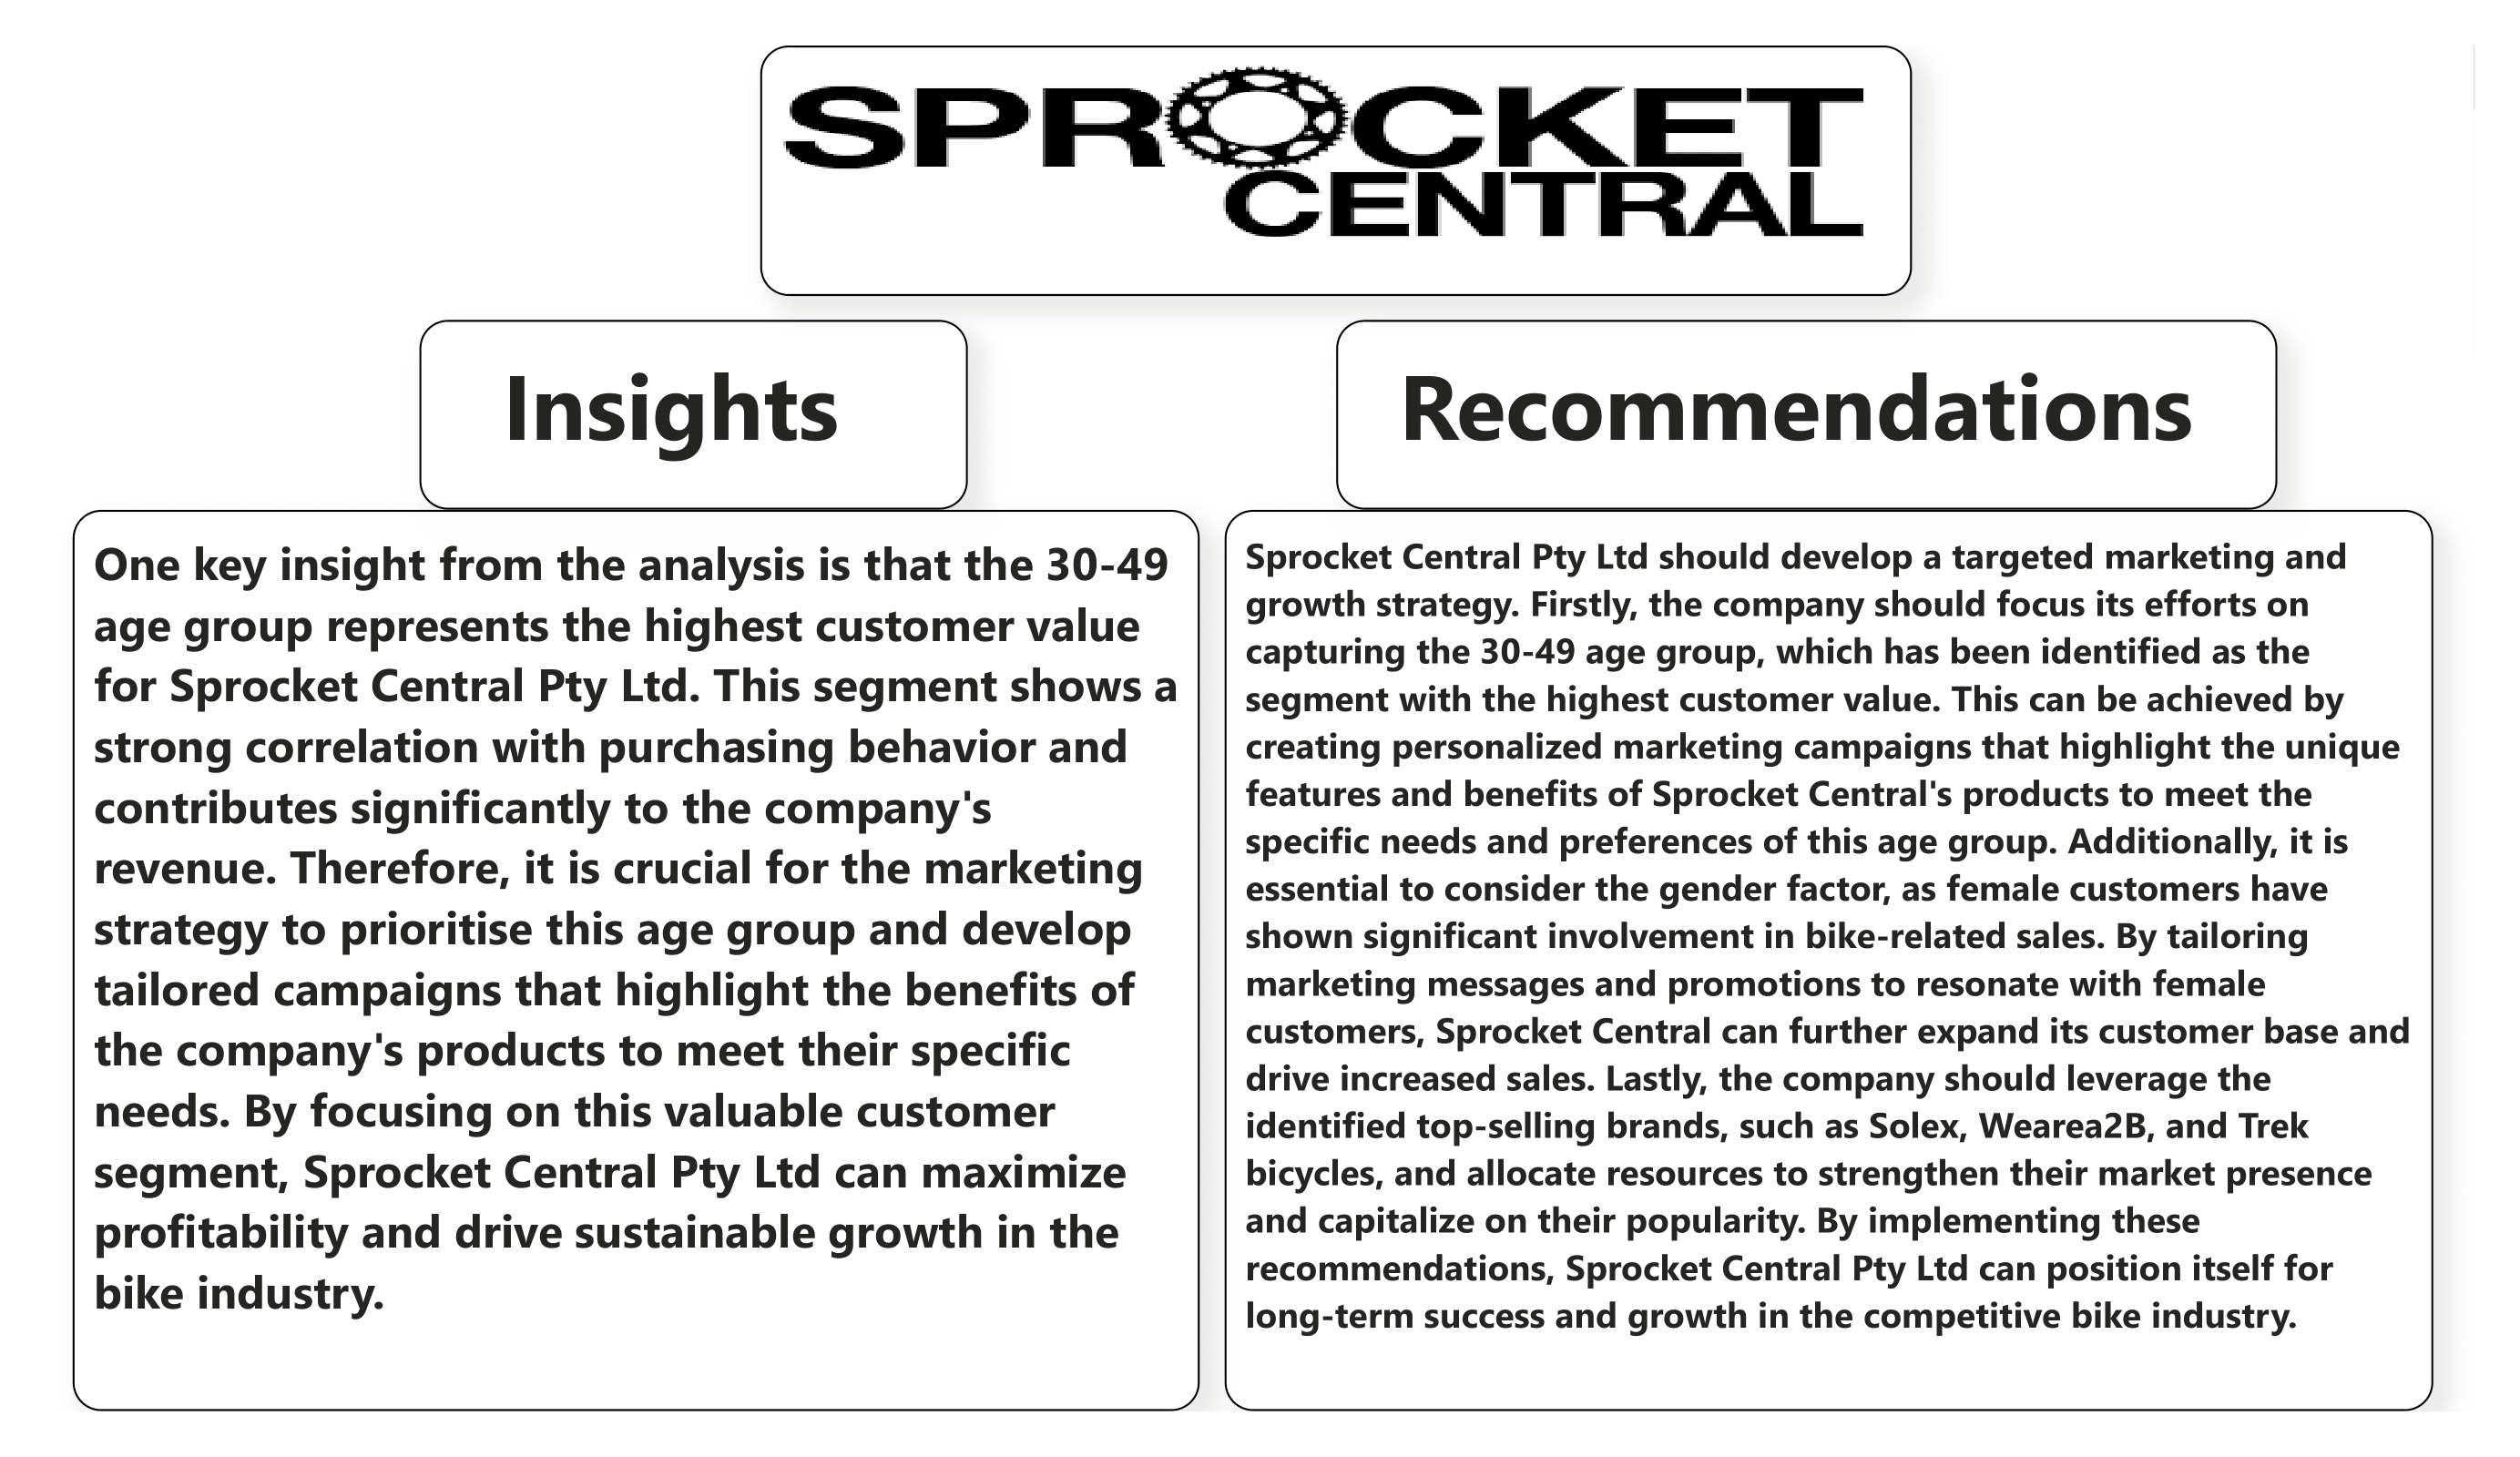 SPROCKET
CENTRAL
Insights
Recommendations
One key insight from the analysis is that the 30-49
age group represents the highest customer value
for Sprocket Central Pty Ltd. This segment shows a
strong correlation with purchasing behavior and
contributes significantly to the company's
revenue. Therefore, it is crucial for the marketing
strategy to prioritise this age group and develop
tailored campaigns that highlight the benefits of
the company's products to meet their specific
needs. By focusing on this valuable customer
segment, Sprocket Central Pty Ltd can maximize
profitability and drive sustainable growth in the
bike industry.
Sprocket Central Pty Ltd should develop a targeted marketing and
growth strategy. Firstly, the company should focus its efforts on
capturing the 30-49 age group, which has been identified as the
segment with the highest customer value. This can be achieved by
creating personalized marketing campaigns that highlight the unique
features and benefits of Sprocket Central's products to meet the
specific needs and preferences of this age group. Additionally, it is
essential to consider the gender factor, as female customers have
shown significant involvement in bike-related sales. By tailoring
marketing messages and promotions to resonate with female
customers, Sprocket Central can further expand its customer base and
drive increased sales. Lastly, the company should leverage the
identified top-selling brands, such as Solex, Wearea2B, and Trek
bicycles, and allocate resources to strengthen their market presence
and capitalize on their popularity. By implementing these
recommendations, Sprocket Central Pty Ltd can position itself for
long-term success and growth in the competitive bike industry.